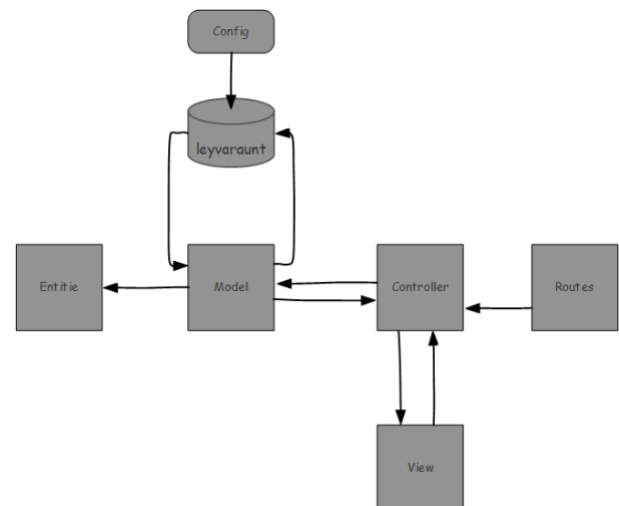 Config
leyvaraunt
Entitie
Model
Controller
Routes
View